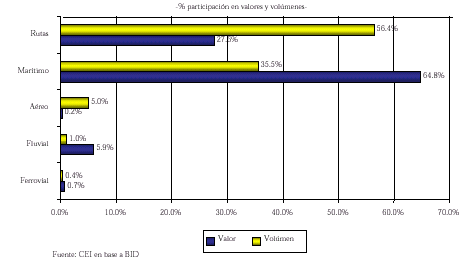 -% participación en valores y volúmenes-
Rutas
56.4%
27.5%
Marítimo
35.5%
64.8%
Aéreo
5.0%
0.2%
Fluvial
1.0%
5.9%
Ferrovial
0.4%
0.7%
0.0% 10.0% 20.0% 30.0% 40.0% 50.0% 60.0% 70.0%
Valor Volúmen
Fuente: CEI en base a BID